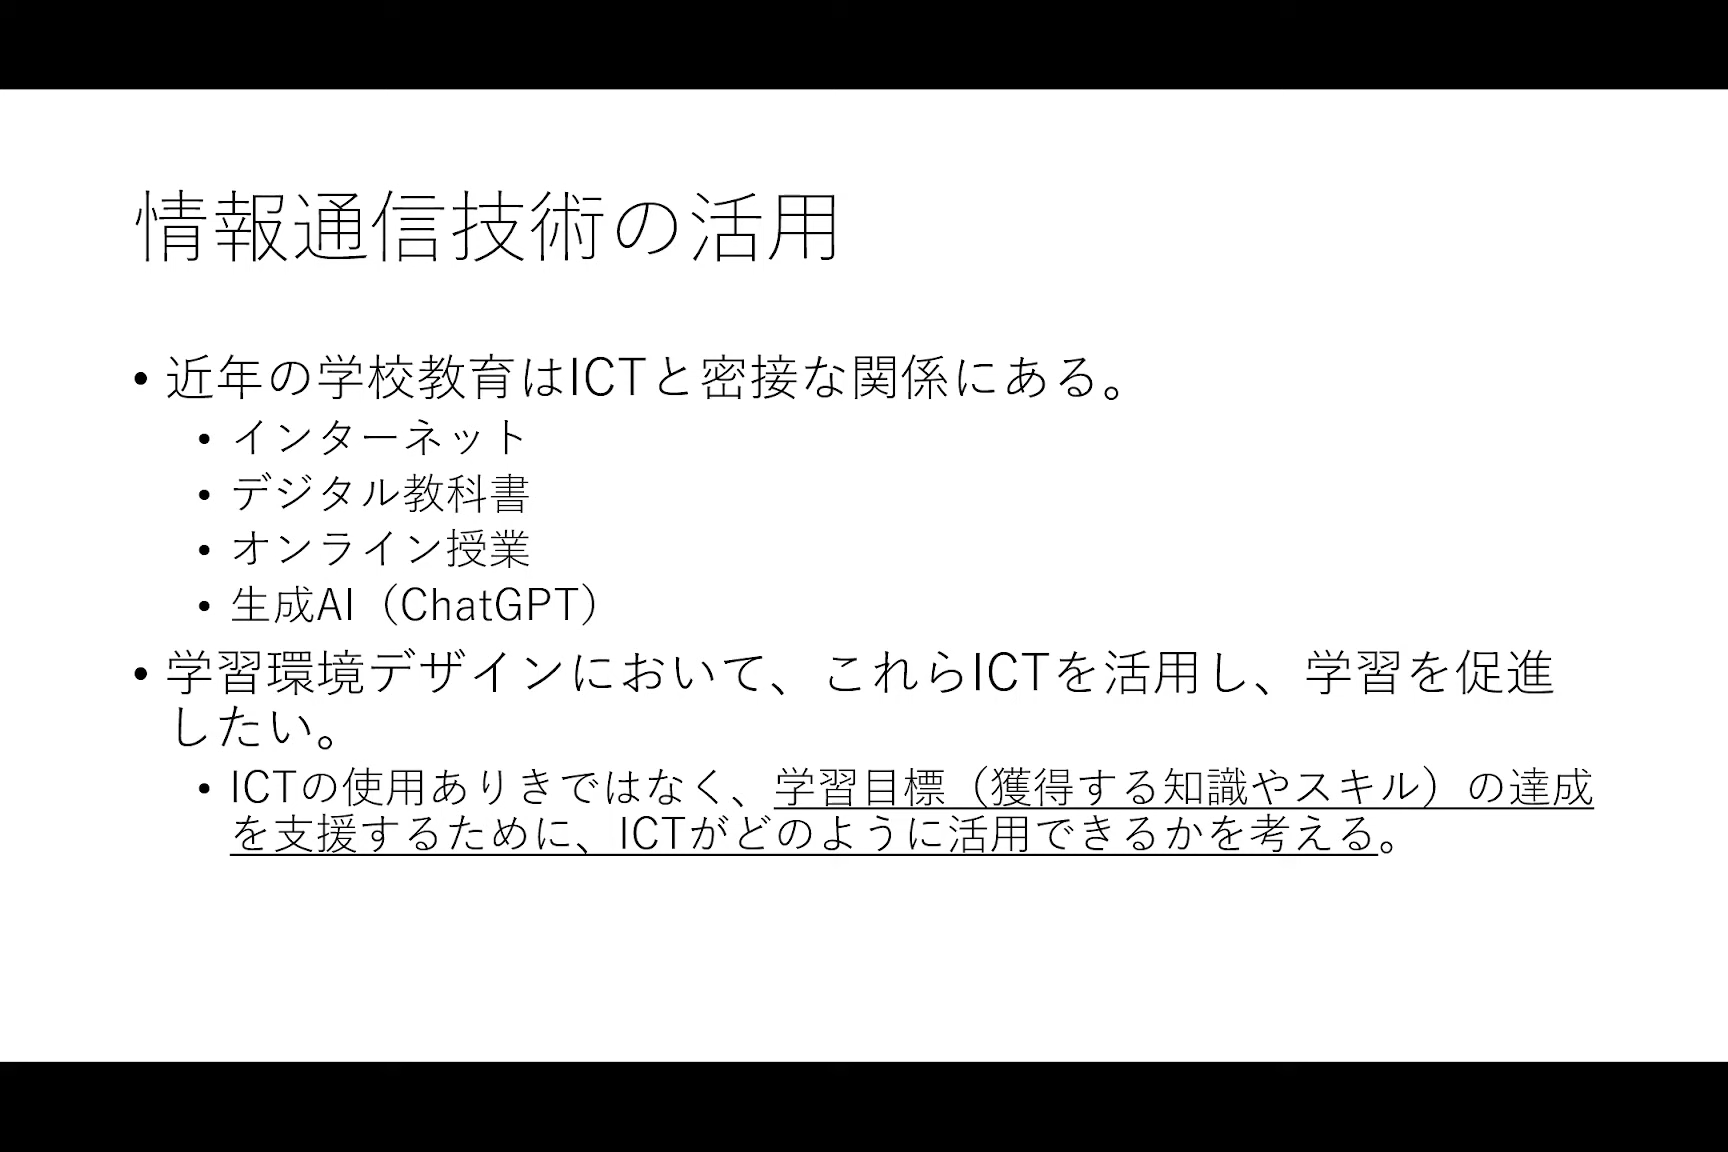 情報通信技術の活用
• 近年の学校教育はICTと密接な関係にある。
• インターネット
• デジタル教科書
• オンライン授業
• 生成AI（ChatGPT）
• 学習環境デザインにおいて、これらICTを活用し、学習を促進
したい。
• ICTの使用ありきではなく、学習目標（獲得する知識やスキル）の達成
を支援するために、ICTがどのように活用できるかを考える。